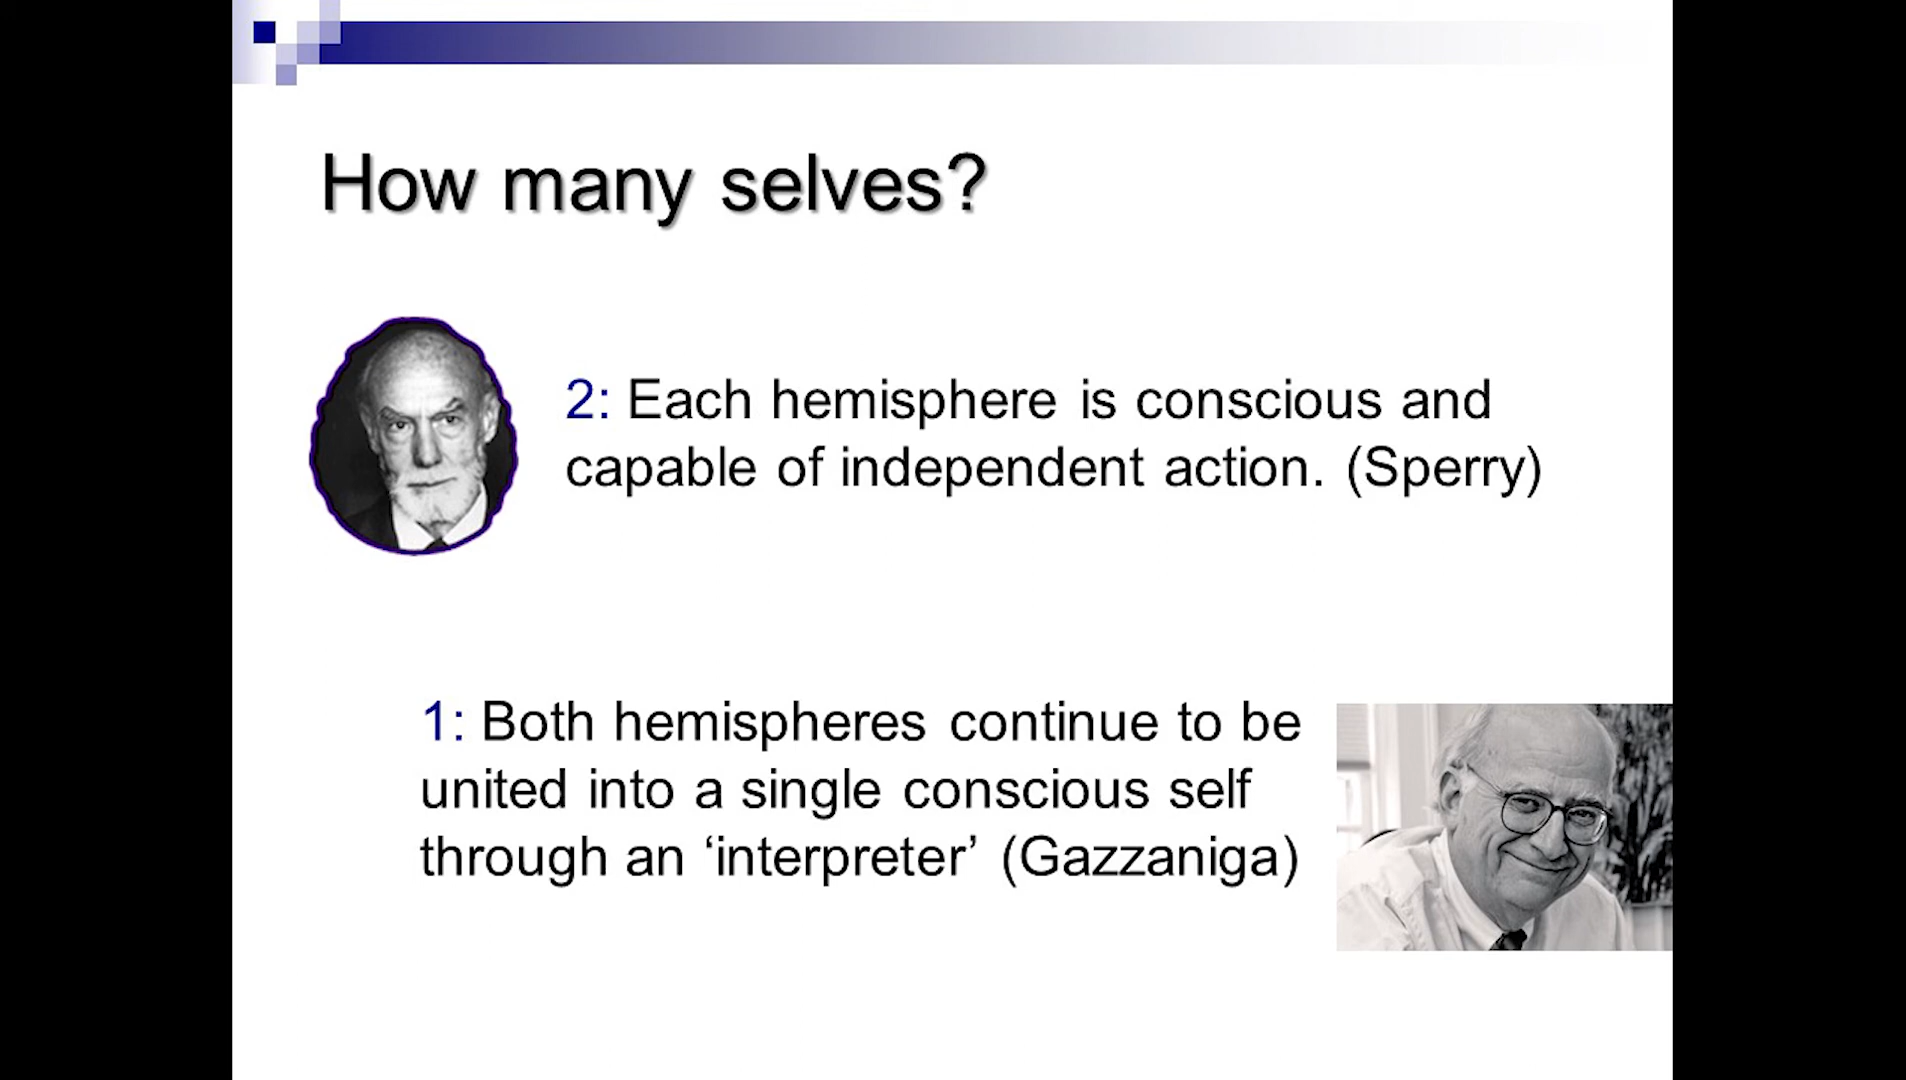 How many selves?
2: Each hemisphere is conscious and
capable of independent action. (Sperry)
1: Both hemispheres continue to be
united into a single conscious self
through an ‘interpreter’ (Gazzaniga)